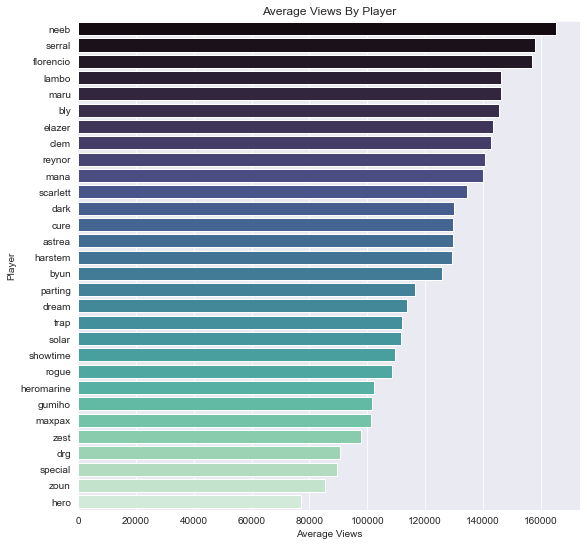 Average Views By Player
Player
neeb
serral
florencio
lambo
maru
bly
elazer
clem
reynor
mana
scarlett
dark
cure
astrea
harstem
byun
parting
dream
trap
solar
showtime
rogue
heromarine
gumiho
maxpax
zest
drg
special
zoun
hero
0 20000 40000 60000 80000 100000 120000 140000 160000
Average Views